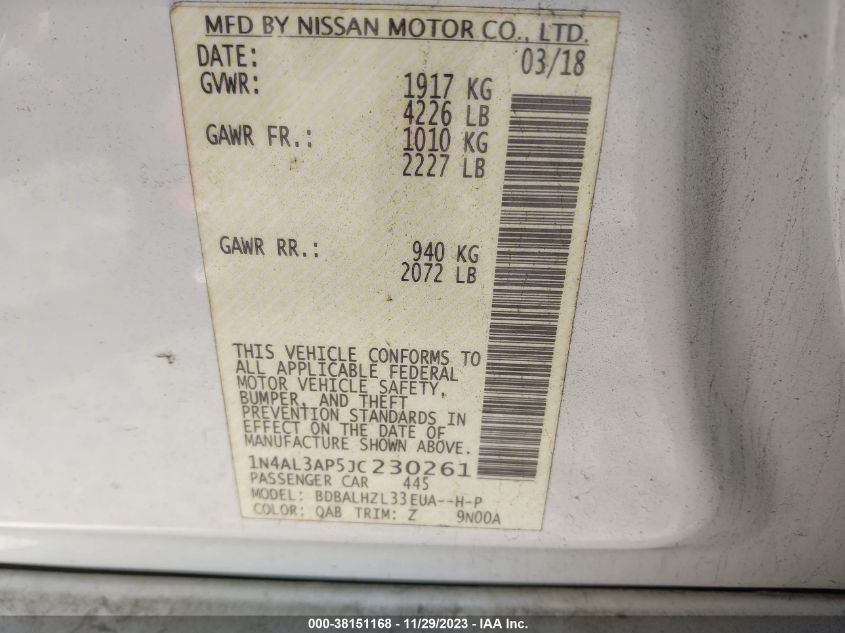 MFD BY NISSAN MOTOR CO., LTD.
DATE: 03/18
GVWR: 1917 KG
4226 LB
GAWR FR.: 1010 KG
2227 LB
GAWR RR.: 940 KG
2072 LB
THIS VEHICLE CONFORMS TO
ALL APPLICABLE FEDERAL
MOTOR VEHICLE SAFETY,
BUMPER, AND THEFT
PREVENTION STANDARDS IN
EFFECT ON THE DATE OF
MANUFACTURE SHOWN ABOVE.
1N4AL3AP5JC230261
PASSENGER CAR 445
MODEL: BDBALHZL33EUA--H-P
COLOR: QAB TRIM: Z 9N00A
000-38151168 - 11/29/2023 - IAA Inc.